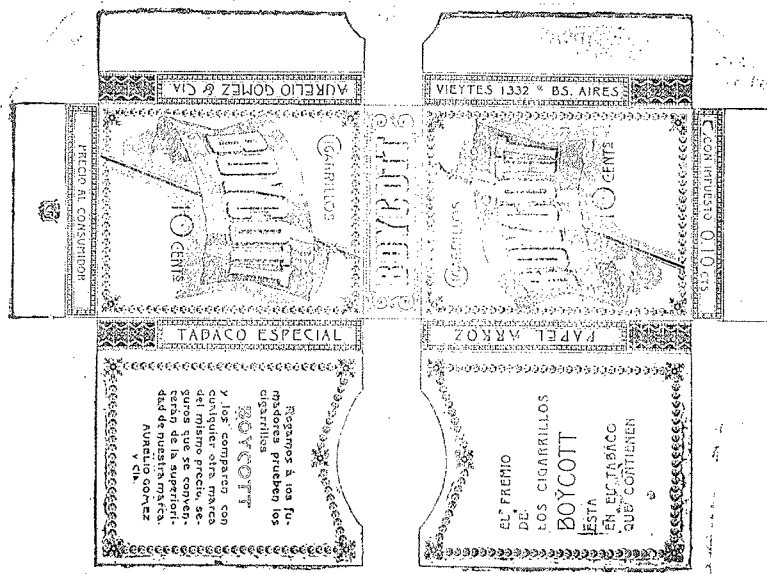 AURELIO GOMEZ & CIA.
VIEYTES 1332 BS. AIRES
PRECIO AL CONSUMIDOR
CIGARRILLOS
BOYCOTT
10 CENTS
BOYCOTT
CIGARRILLOS
BOYCOTT
10 CENTS
CON IMPUESTO 0.10 CTS.
TABACO ESPECIAL
PAPEL ARROZ
Rogamos á los fu-
madores prueben los
cigarrillos
BOYCOTT
y los comparen con
cualquier otra marca
del mismo precio, se-
guros que se conven-
cerán de la superiori-
dad de nuestra marca.
AURELIO GOMEZ
Y CIA.
EL PREMIO
DE
LOS CIGARRILLOS
BOYCOTT
ESTA
EN EL TABACO
QUE CONTIENEN